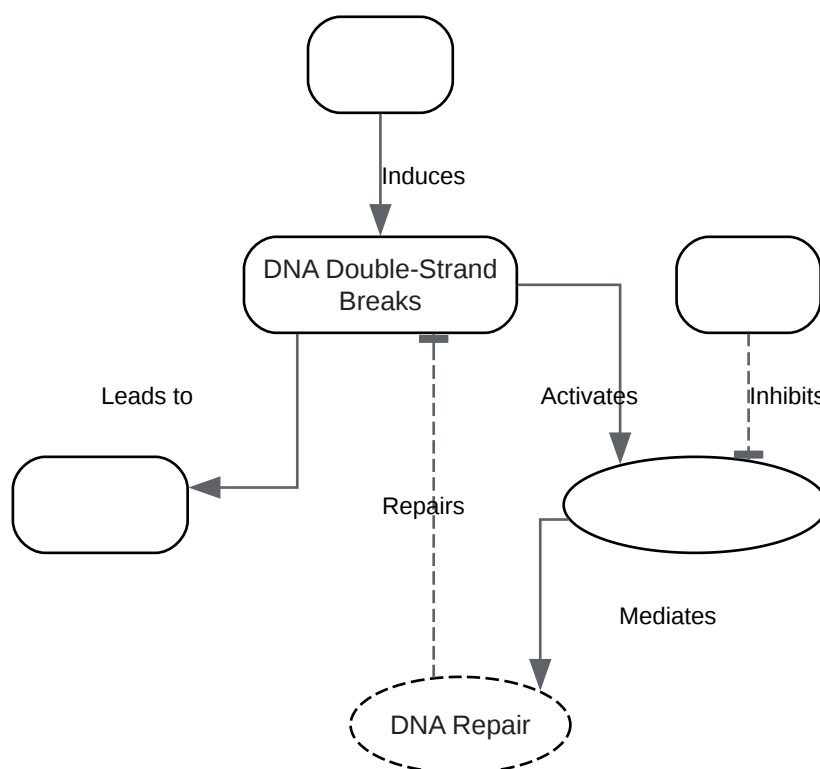 Induces
DNA Double-Strand
Breaks
Leads to
Activates
Inhibits
Repairs
Mediates
DNA Repair